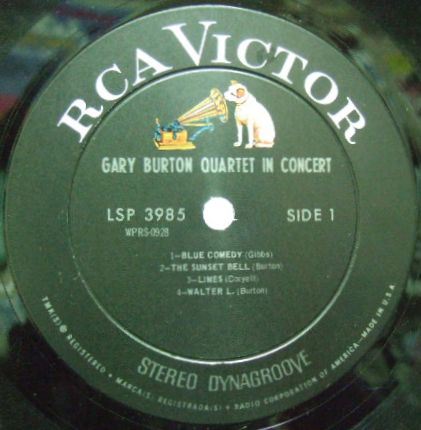 RCA VICTOR
GARY BURTON QUARTET IN CONCERT
LSP 3985 SIDE 1
WPRS-0928
1—BLUE COMEDY (Gibbs)
2—THE SUNSET BELL (Burton)
3—LINES (Coryell)
4—WALTER L. (Burton)
STEREO DYNAGROOVE
TMK(S) ® REGISTERED • MARCA(S) REGISTRADA(S) • RADIO CORPORATION OF AMERICA—MADE IN U.S.A.